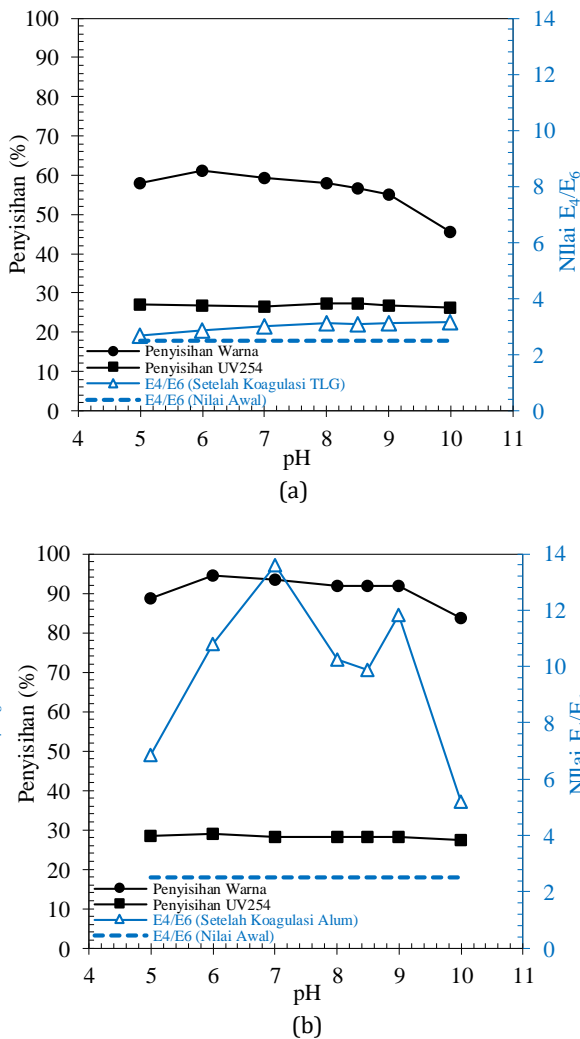 100
90
80
70
60
50
40
30
20
10
0
Penyisihan (%)
14
12
10
8
6
4
2
0
NIlai E₄/E₆
Penyisihan Warna
Penyisihan UV254
E4/E6 (Setelah Koagulasi TLG)
E4/E6 (Nilai Awal)
4 5 6 7 8 9 10 11
pH
(a)
100
90
80
70
60
50
40
30
20
10
0
Penyisihan (%)
14
12
10
8
6
4
2
0
NIlai
Penyisihan Warna
Penyisihan UV254
E4/E6 (Setelah Koagulasi Alum)
E4/E6 (Nilai Awal)
4 5 6 7 8 9 10 11
pH
(b)